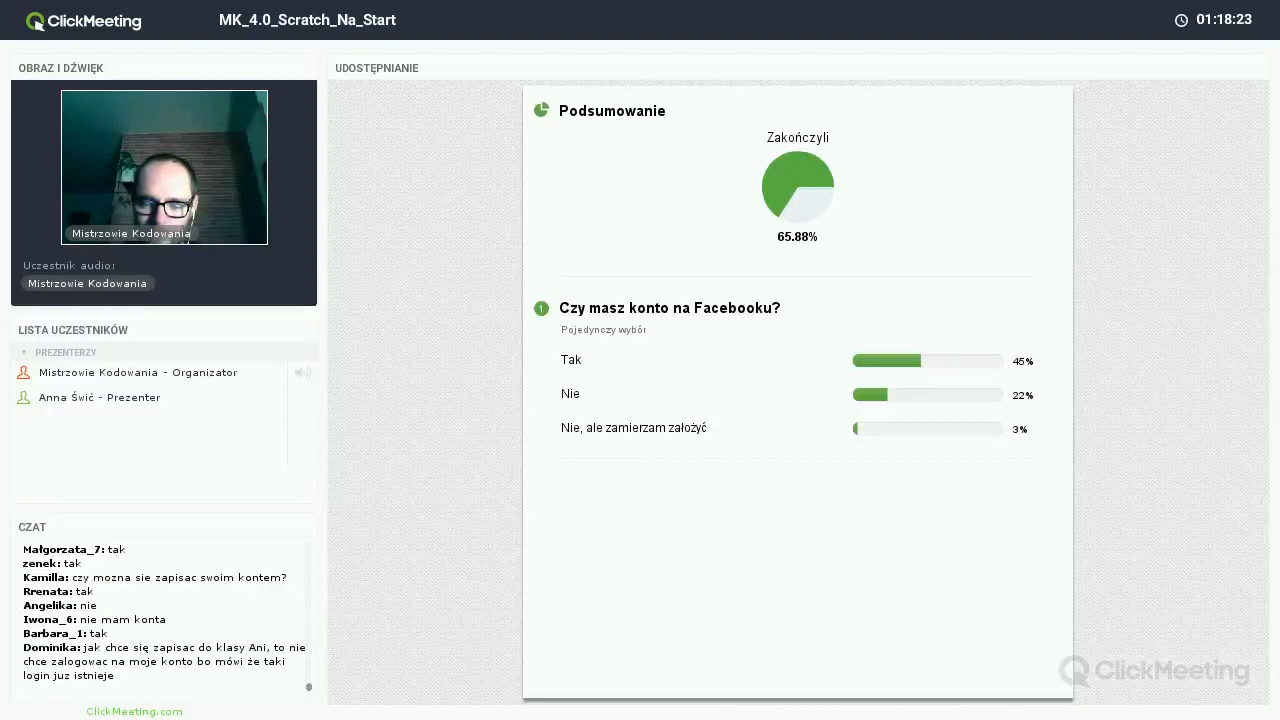 ClickMeeting
MK_4.0_Scratch_Na_Start
01:18:23
OBRAZ I DŹWIĘK
Mistrzowie Kodowania
Uczestnik audio:
Mistrzowie Kodowania
LISTA UCZESTNIKÓW
PREZENTERZY
Mistrzowie Kodowania - Organizator
Anna Świć - Prezenter
CZAT
Małgorzata_7: tak
zenek: tak
Kamilla: czy mozna sie zapisac swoim kontem?
Rrenata: tak
Angelika: nie
Iwona_6: nie mam konta
Barbara_1: tak
Dominika: jak chce się zapisac do klasy Ani, to nie
chce zalogowac na moje konto bo mówi że taki
login juz istnieje
ClickMeeting.com
UDOSTĘPNIANIE
Podsumowanie
Zakończyli
65.88%
1 Czy masz konto na Facebooku?
Pojedynczy wybór
Tak 45%
Nie 22%
Nie, ale zamierzam założyć 3%
ClickMeeting